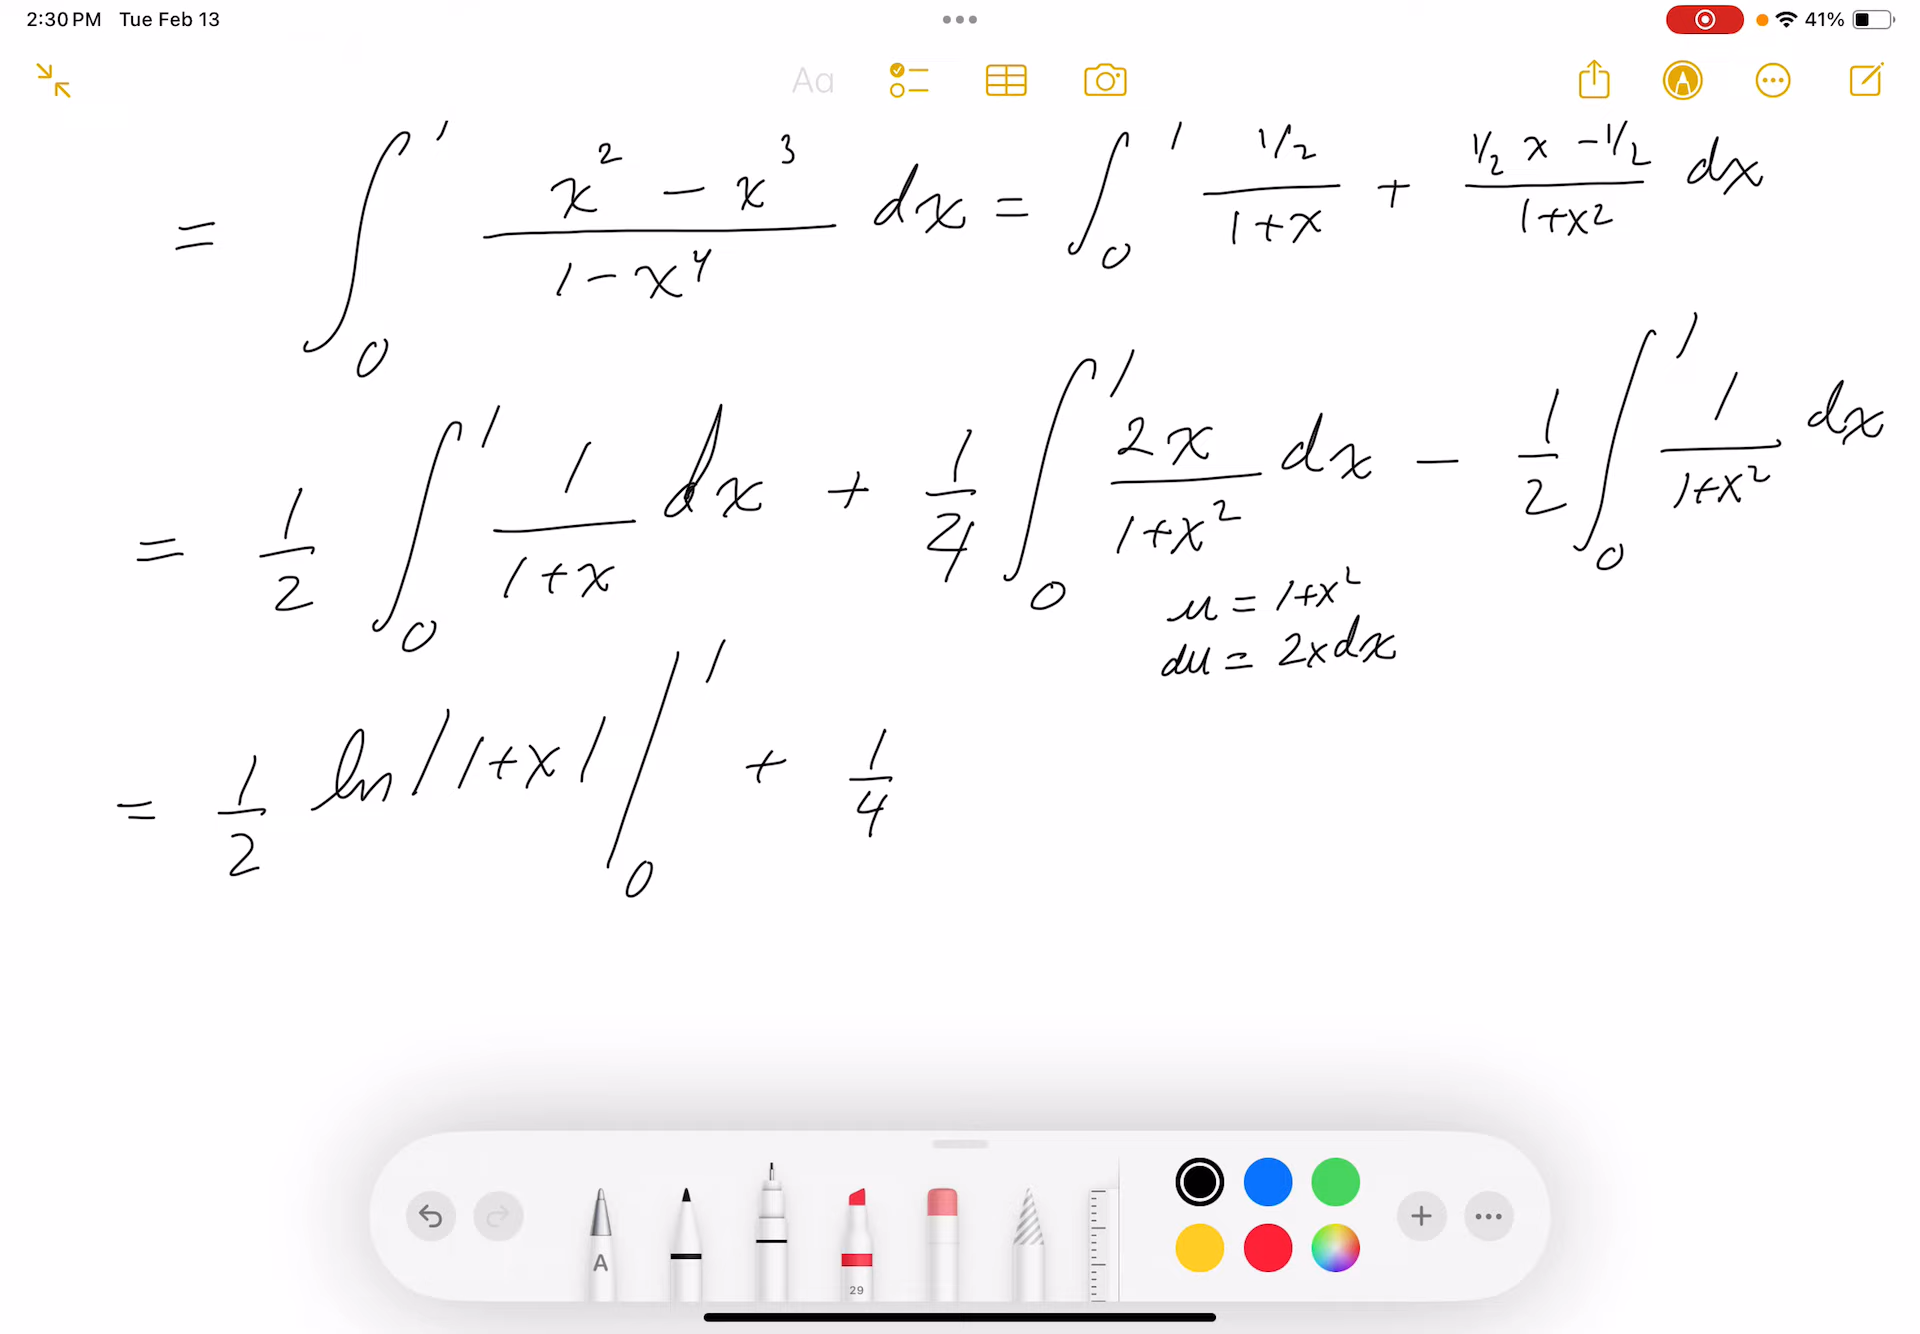 2:30 PM Tue Feb 13 41%
Aa
= ∫₀¹ (x² - x³)/(1 - x⁴) dx = ∫₀¹ (1/2)/(1+x) + (1/2 x - 1/2)/(1+x²) dx
= 1/2 ∫₀¹ 1/(1+x) dx + 1/4 ∫₀¹ 2x/(1+x²) dx - 1/2 ∫₀¹ 1/(1+x²) dx
u = 1+x²
du = 2x dx
= 1/2 ln|1+x| |₀¹ + 1/4
A
29